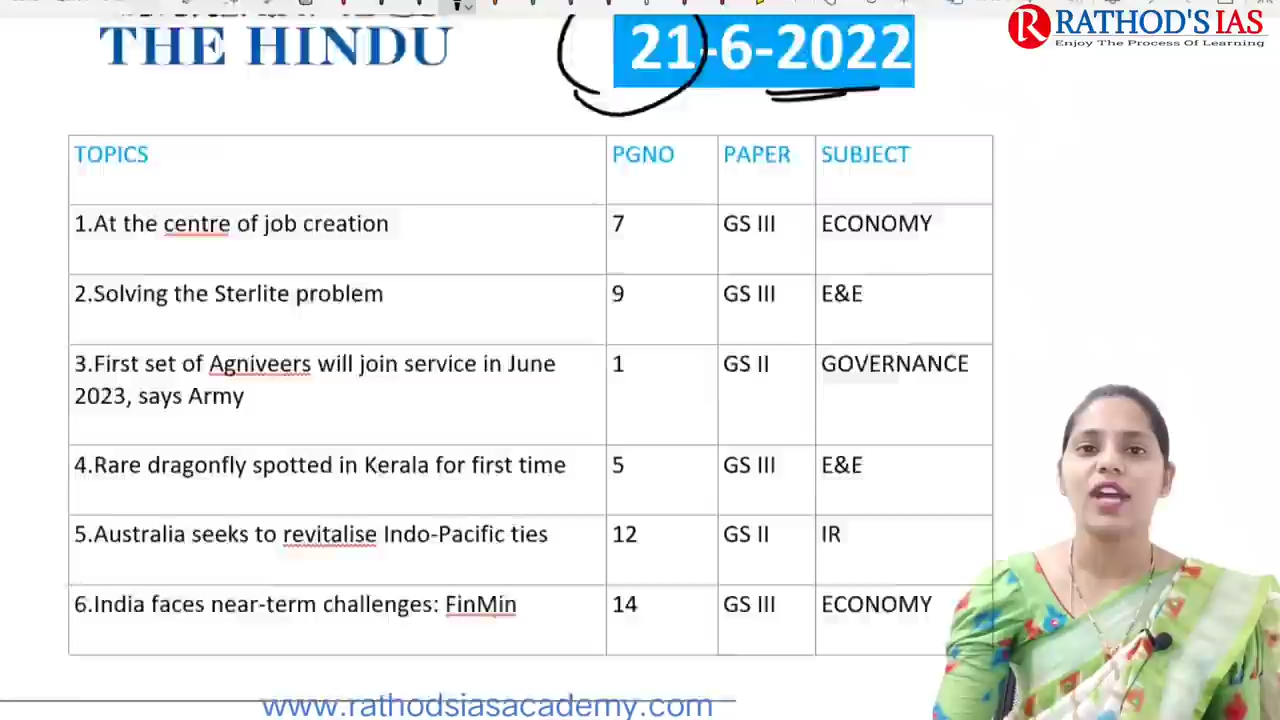 THE HINDU
21-6-2022
RATHOD'S IAS
Enjoy The Process Of Learning
TOPICS PGNO PAPER SUBJECT
1.At the centre of job creation 7 GS III ECONOMY
2.Solving the Sterlite problem 9 GS III E&E
3.First set of Agniveers will join service in June 1 GS II GOVERNANCE
2023, says Army
4.Rare dragonfly spotted in Kerala for first time 5 GS III E&E
5.Australia seeks to revitalise Indo-Pacific ties 12 GS II IR
6.India faces near-term challenges: FinMin 14 GS III ECONOMY
www.rathodsiasacademy.com